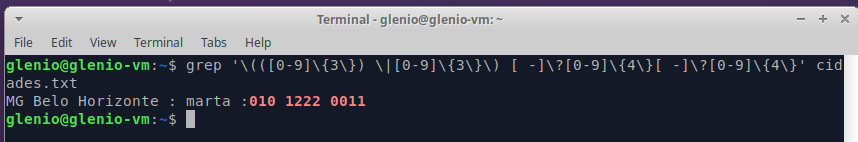 Terminal - glenio@glenio-vm: ~
File Edit View Terminal Tabs Help
glenio@glenio-vm:~$ grep '\(([0-9]\{3\}) \|[0-9]\{3\}\) [ -]\?[0-9]\{4\}[ -]\?[0-9]\{4\}' cid
ades.txt
MG Belo Horizonte : marta :010 1222 0011
glenio@glenio-vm:~$